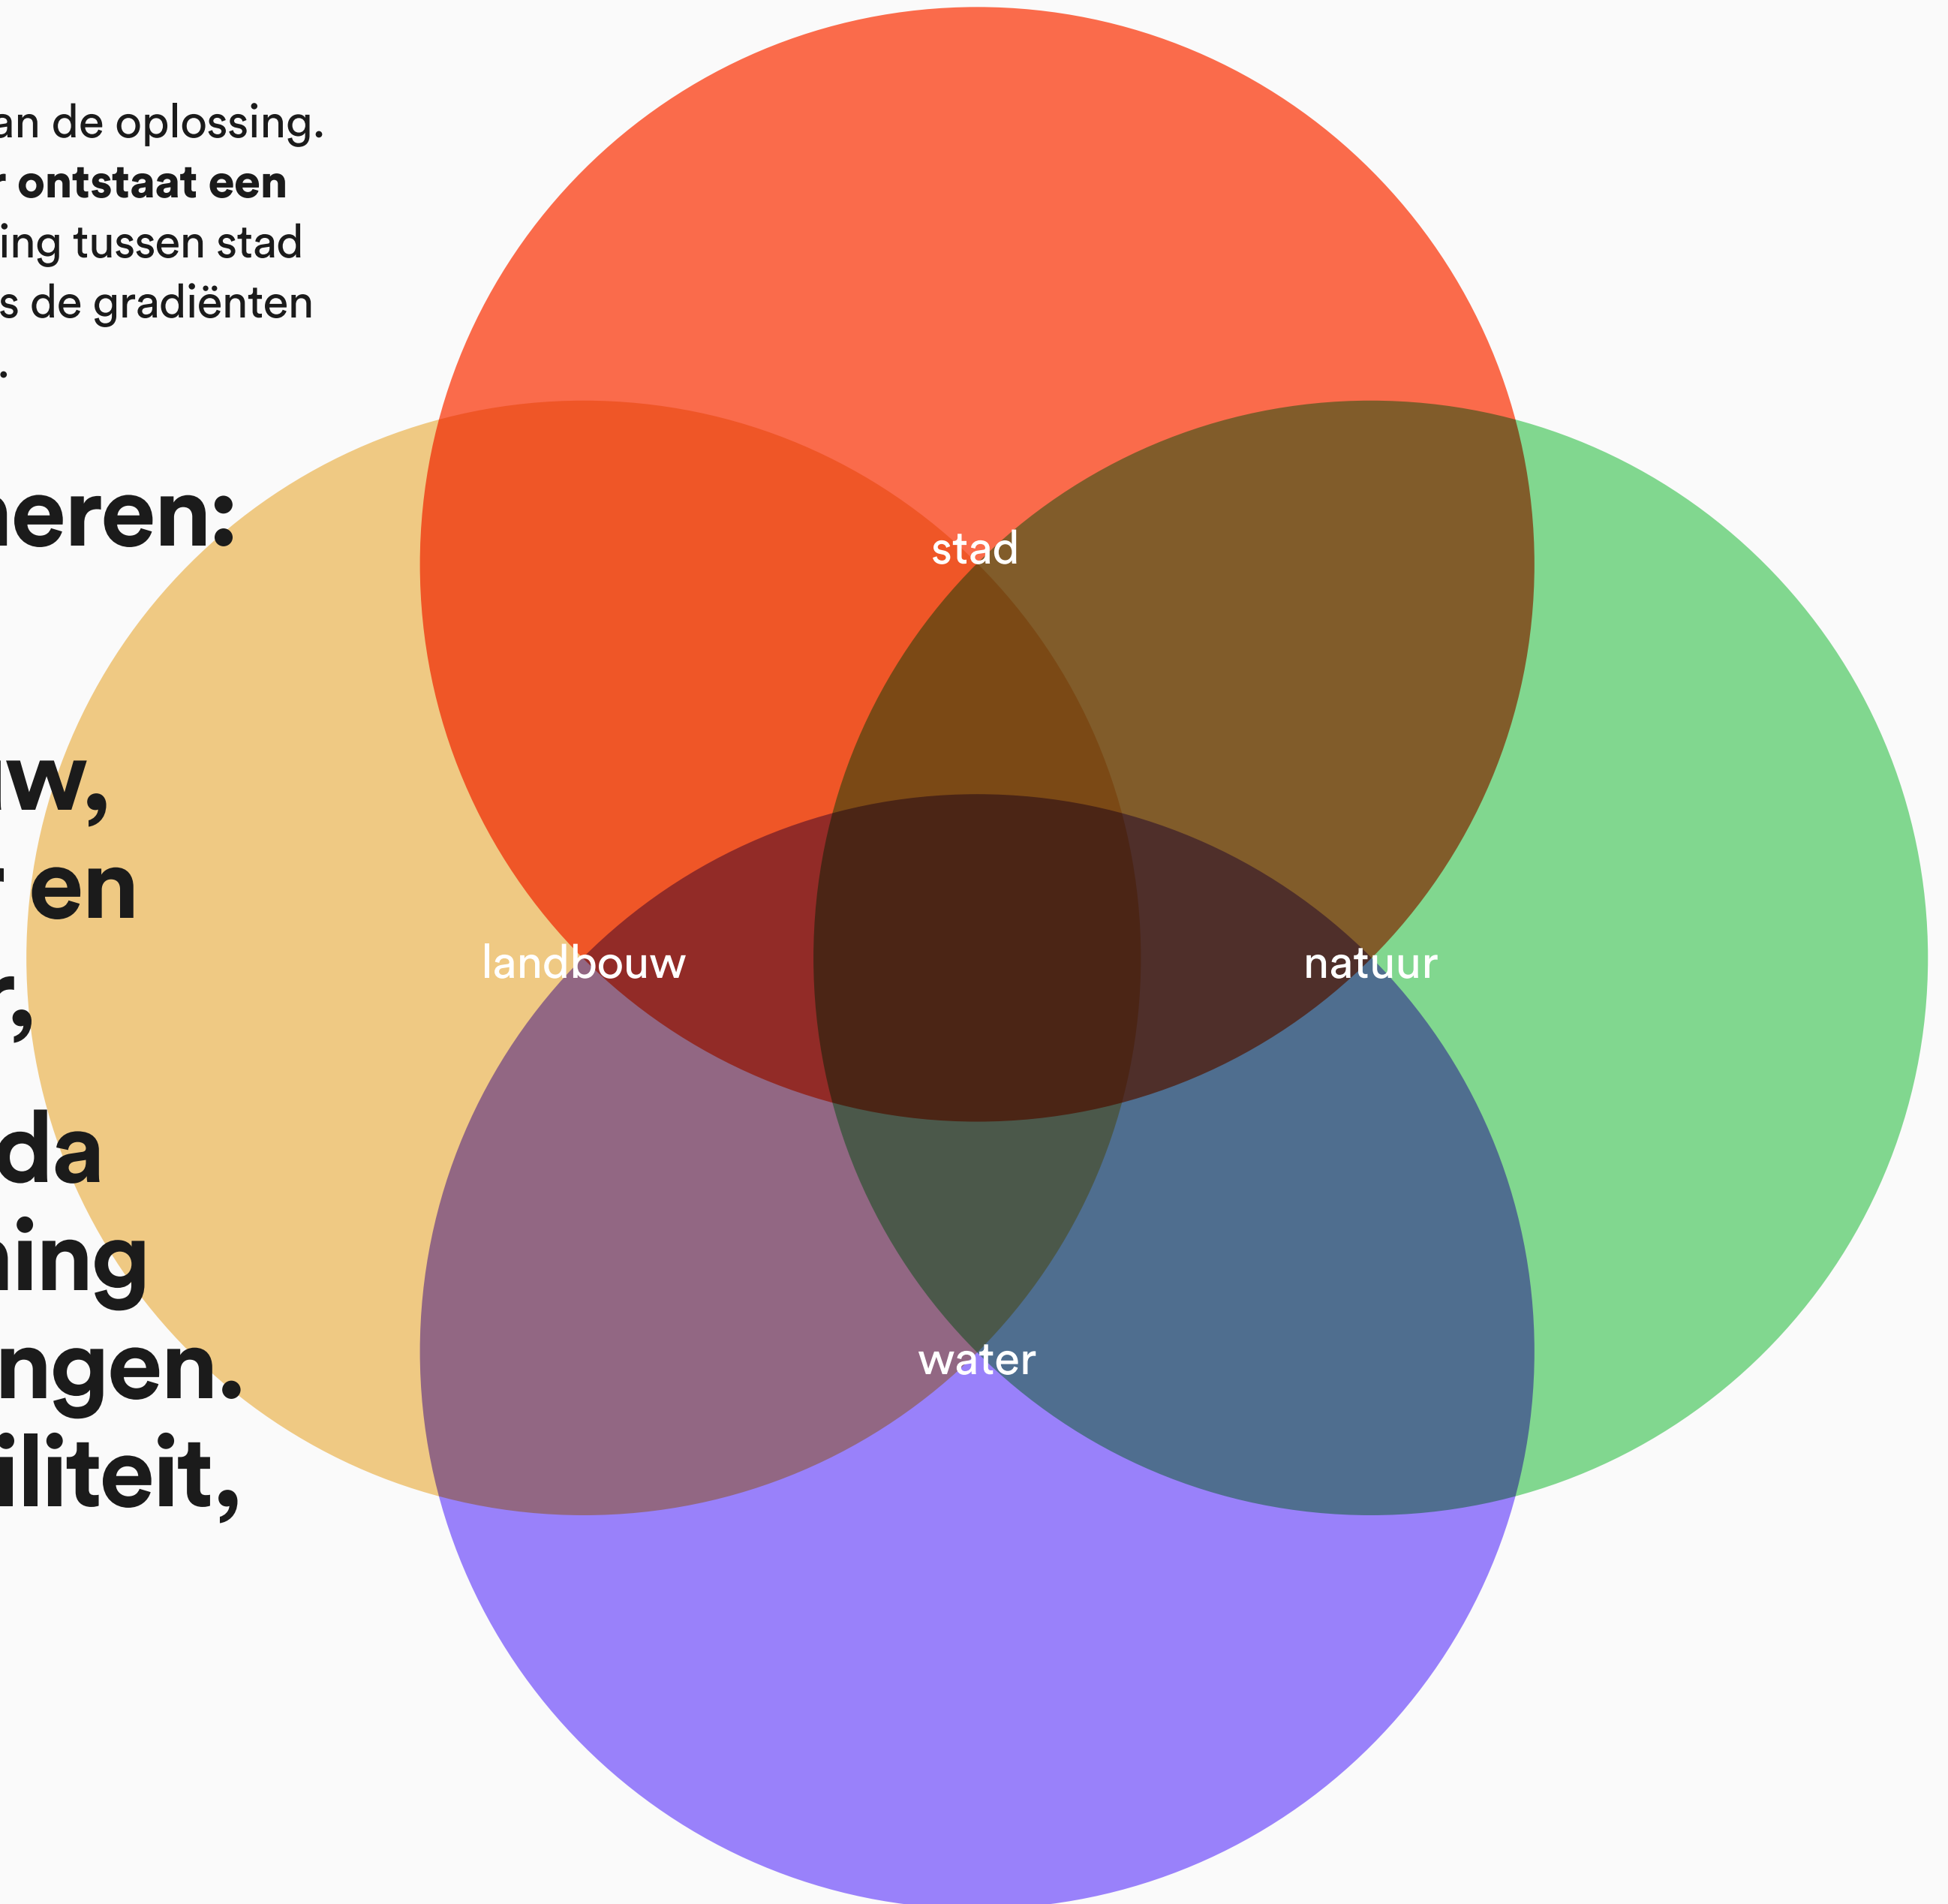 an de oplossing.
ontstaat een
ing tussen stad
s de gradiënten
.
eren:
w,
en
,
da
ing
ngen.
iliteit,
stad
landbouw
natuur
water